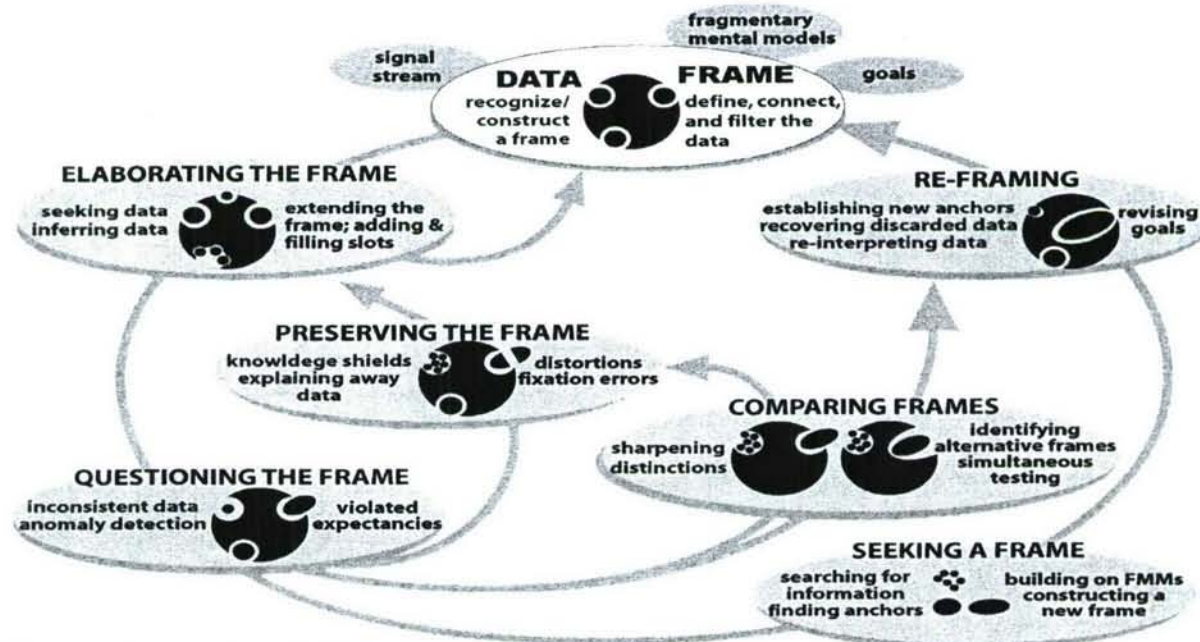 fragmentary
mental models
signal
stream
goals
DATA
recognize/
construct
a frame
FRAME
define, connect,
and filter the
data
ELABORATING THE FRAME
seeking data
inferring data
extending the
frame; adding &
filling slots
RE-FRAMING
establishing new anchors
recovering discarded data
re-interpreting data
revising
goals
PRESERVING THE FRAME
knowldege shields
explaining away
data
distortions
fixation errors
COMPARING FRAMES
sharpening
distinctions
identifying
alternative frames
simultaneous
testing
QUESTIONING THE FRAME
inconsistent data
anomaly detection
violated
expectancies
SEEKING A FRAME
searching for
information
finding anchors
building on FMMs
constructing a
new frame